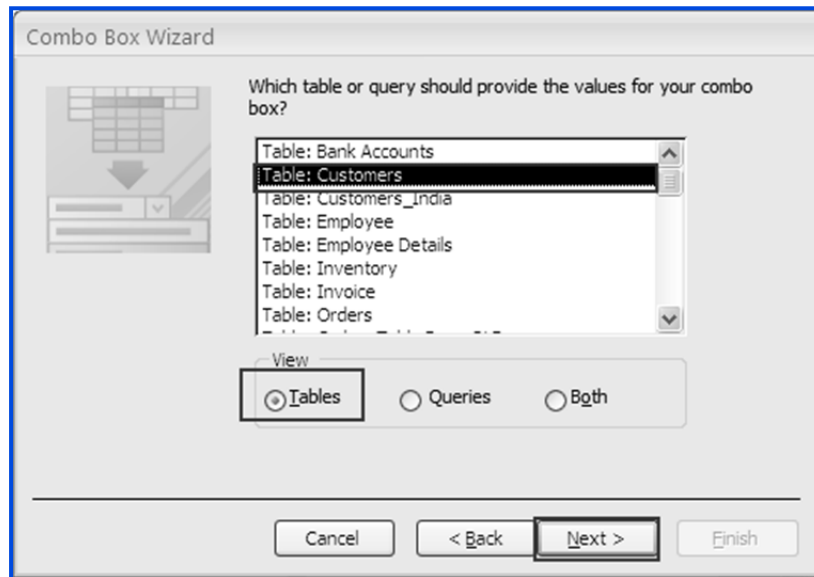 Combo Box Wizard
Which table or query should provide the values for your combo
box?
Table: Bank Accounts
Table: Customers
Table: Customers_India
Table: Employee
Table: Employee Details
Table: Inventory
Table: Invoice
Table: Orders
View
Tables
Queries
Both
Cancel
< Back
Next >
Finish